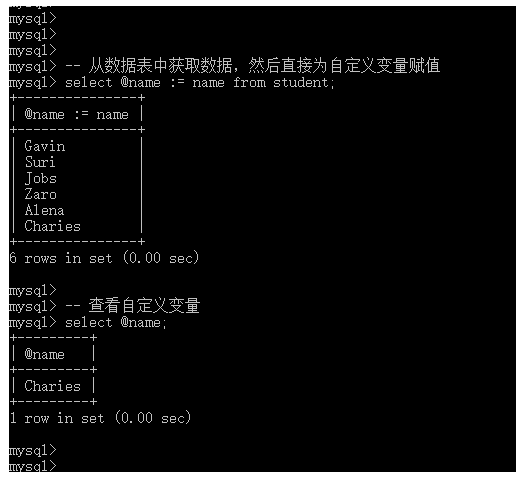 mysql>
mysql>
mysql>
mysql>
mysql> -- 从数据表中获取数据，然后直接为自定义变量赋值
mysql> select @name := name from student;
+---------------+
| @name := name |
+---------------+
| Gavin         |
| Suri          |
| Jobs          |
| Zaro          |
| Alena         |
| Charies       |
+---------------+
6 rows in set (0.00 sec)
mysql>
mysql> -- 查看自定义变量
mysql> select @name;
+---------+
| @name   |
+---------+
| Charies |
+---------+
1 row in set (0.00 sec)
mysql>
mysql>